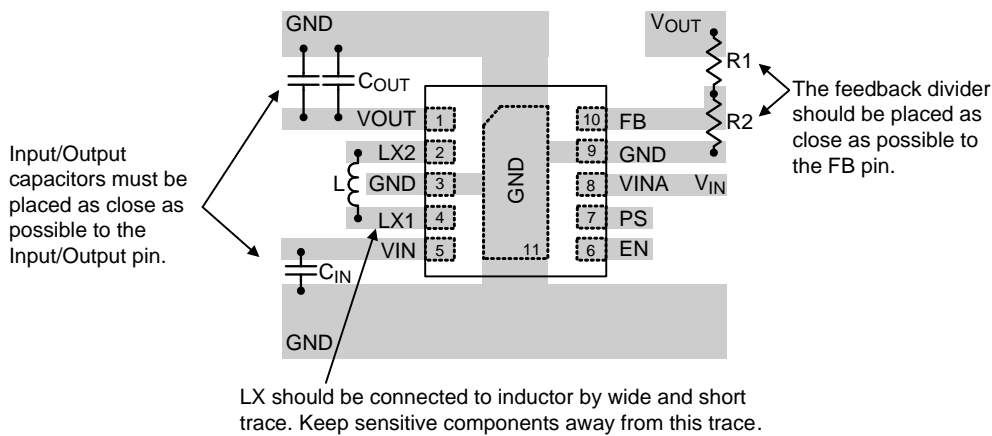 GND
VOUT
R1
COUT
The feedback divider
should be placed as
close as possible to
the FB pin.
VOUT
1
10
FB
R2
Input/Output
capacitors must be
placed as close as
possible to the
Input/Output pin.
LX2
2
9
GND
L
GND
3
GND
8
VINA
VIN
LX1
4
7
PS
VIN
5
11
6
EN
CIN
GND
LX should be connected to inductor by wide and short
trace. Keep sensitive components away from this trace.